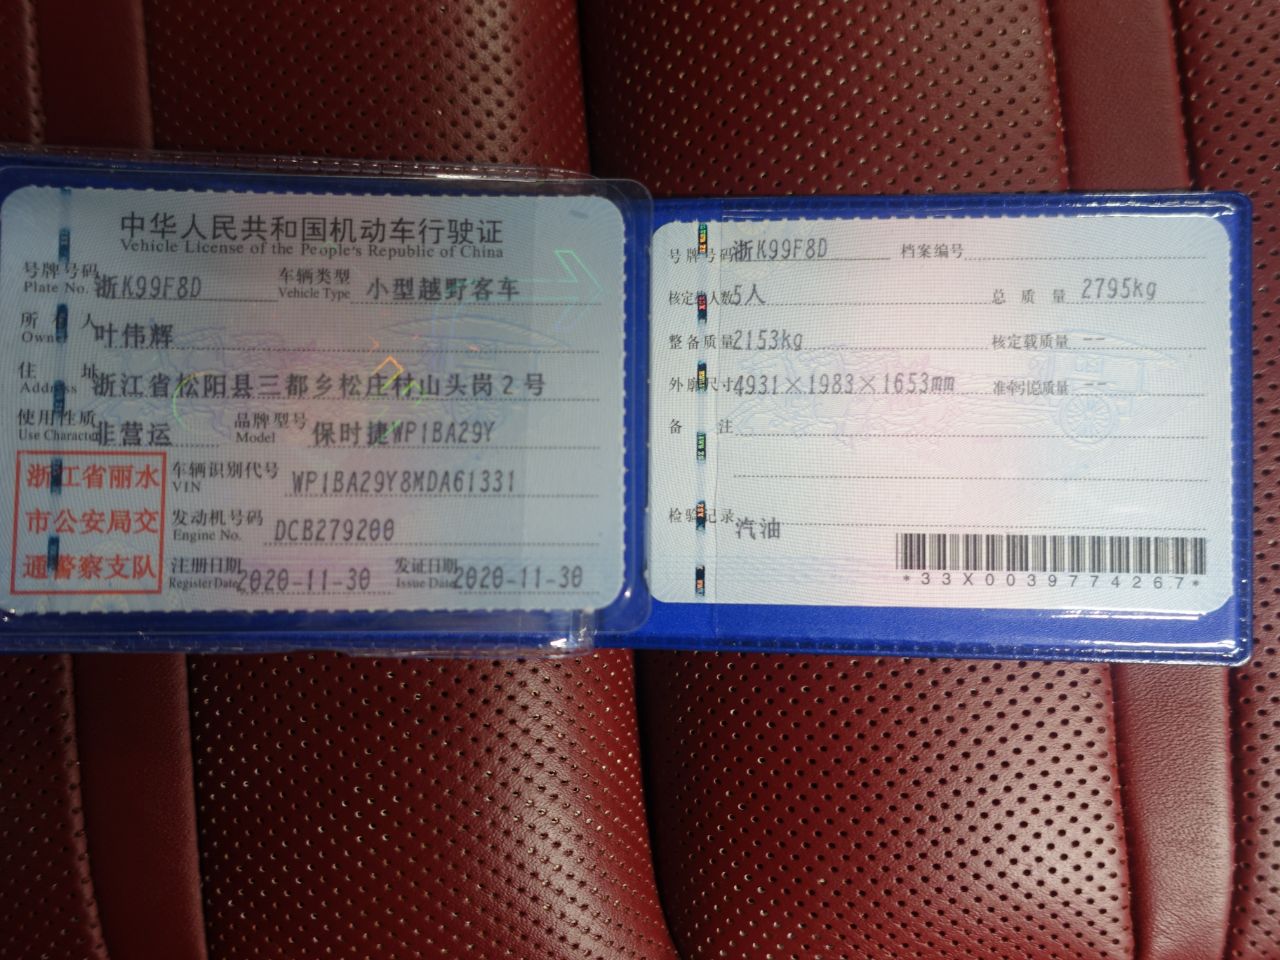 中华人民共和国机动车行驶证
Vehicle License of the People's Republic of China
号牌号码 浙K99F8D 车辆类型 小型越野客车
Plate No. Vehicle Type
所有人 叶伟辉
Owner
住址 浙江省松阳县三都乡松庄村山头岗2号
Address
使用性质 非营运 品牌型号 保时捷WP1BA29Y
Use Character Model
浙江省丽水
市公安局交
通警察支队
车辆识别代号 WP1BA29Y8MDA61331
VIN
发动机号码 DCB279200
Engine No.
注册日期 2020-11-30 发证日期 2020-11-30
Register Date Issue Date
号牌号码 浙K99F8D 档案编号
核定载人数 5人 总质量 2795kg
整备质量 2153kg 核定载质量 --
外廓尺寸 4931×1983×1653mm 准牵引总质量 --
备注
检验记录 汽油
*33X0039774267*